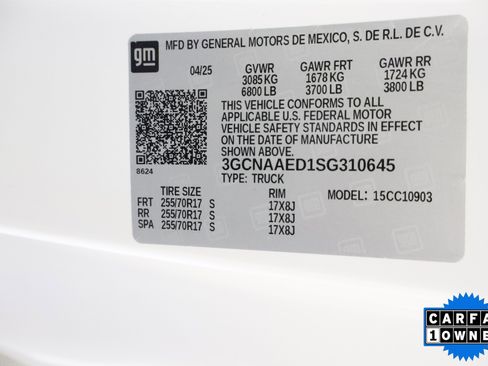 gm
MFD BY GENERAL MOTORS DE MEXICO, S. DE R.L. DE C.V.
04/25 GVWR GAWR FRT GAWR RR
3085 KG 1678 KG 1724 KG
6800 LB 3700 LB 3800 LB
THIS VEHICLE CONFORMS TO ALL
APPLICABLE U.S. FEDERAL MOTOR
VEHICLE SAFETY STANDARDS IN EFFECT
ON THE DATE OF MANUFACTURE
SHOWN ABOVE.
8624
3GCNAAED1SG310645
TYPE: TRUCK
TIRE SIZE RIM MODEL: 15CC10903
FRT 255/70R17 S 17X8J
RR 255/70R17 S 17X8J
SPA 255/70R17 S 17X8J
CARFA
1 OWNE